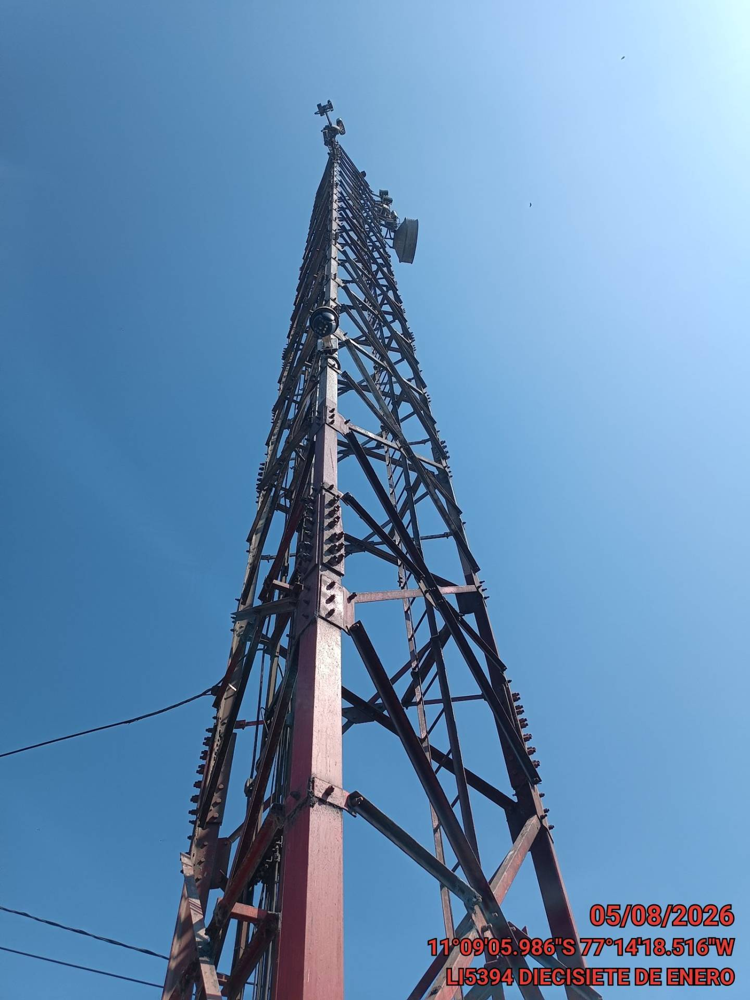 05/08/2026
11°09'05.986"S 77°14'18.516"W
LI5394 DIECISIETE DE ENERO